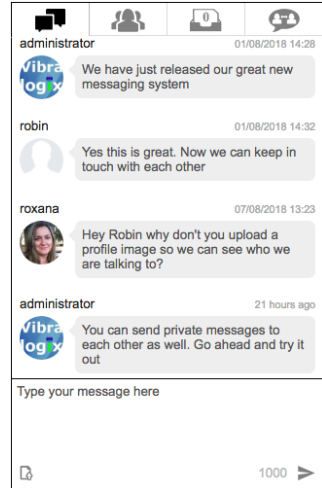 0
administrator 01/08/2018 14:28
Vibra
logix
We have just released our great new
messaging system
robin 01/08/2018 14:32
Yes this is great. Now we can keep in
touch with each other
roxana 07/08/2018 13:23
Hey Robin why don't you upload a
profile image so we can see who we
are talking to?
administrator 21 hours ago
Vibra
logix
You can send private messages to
each other as well. Go ahead and try it
out
Type your message here
1000